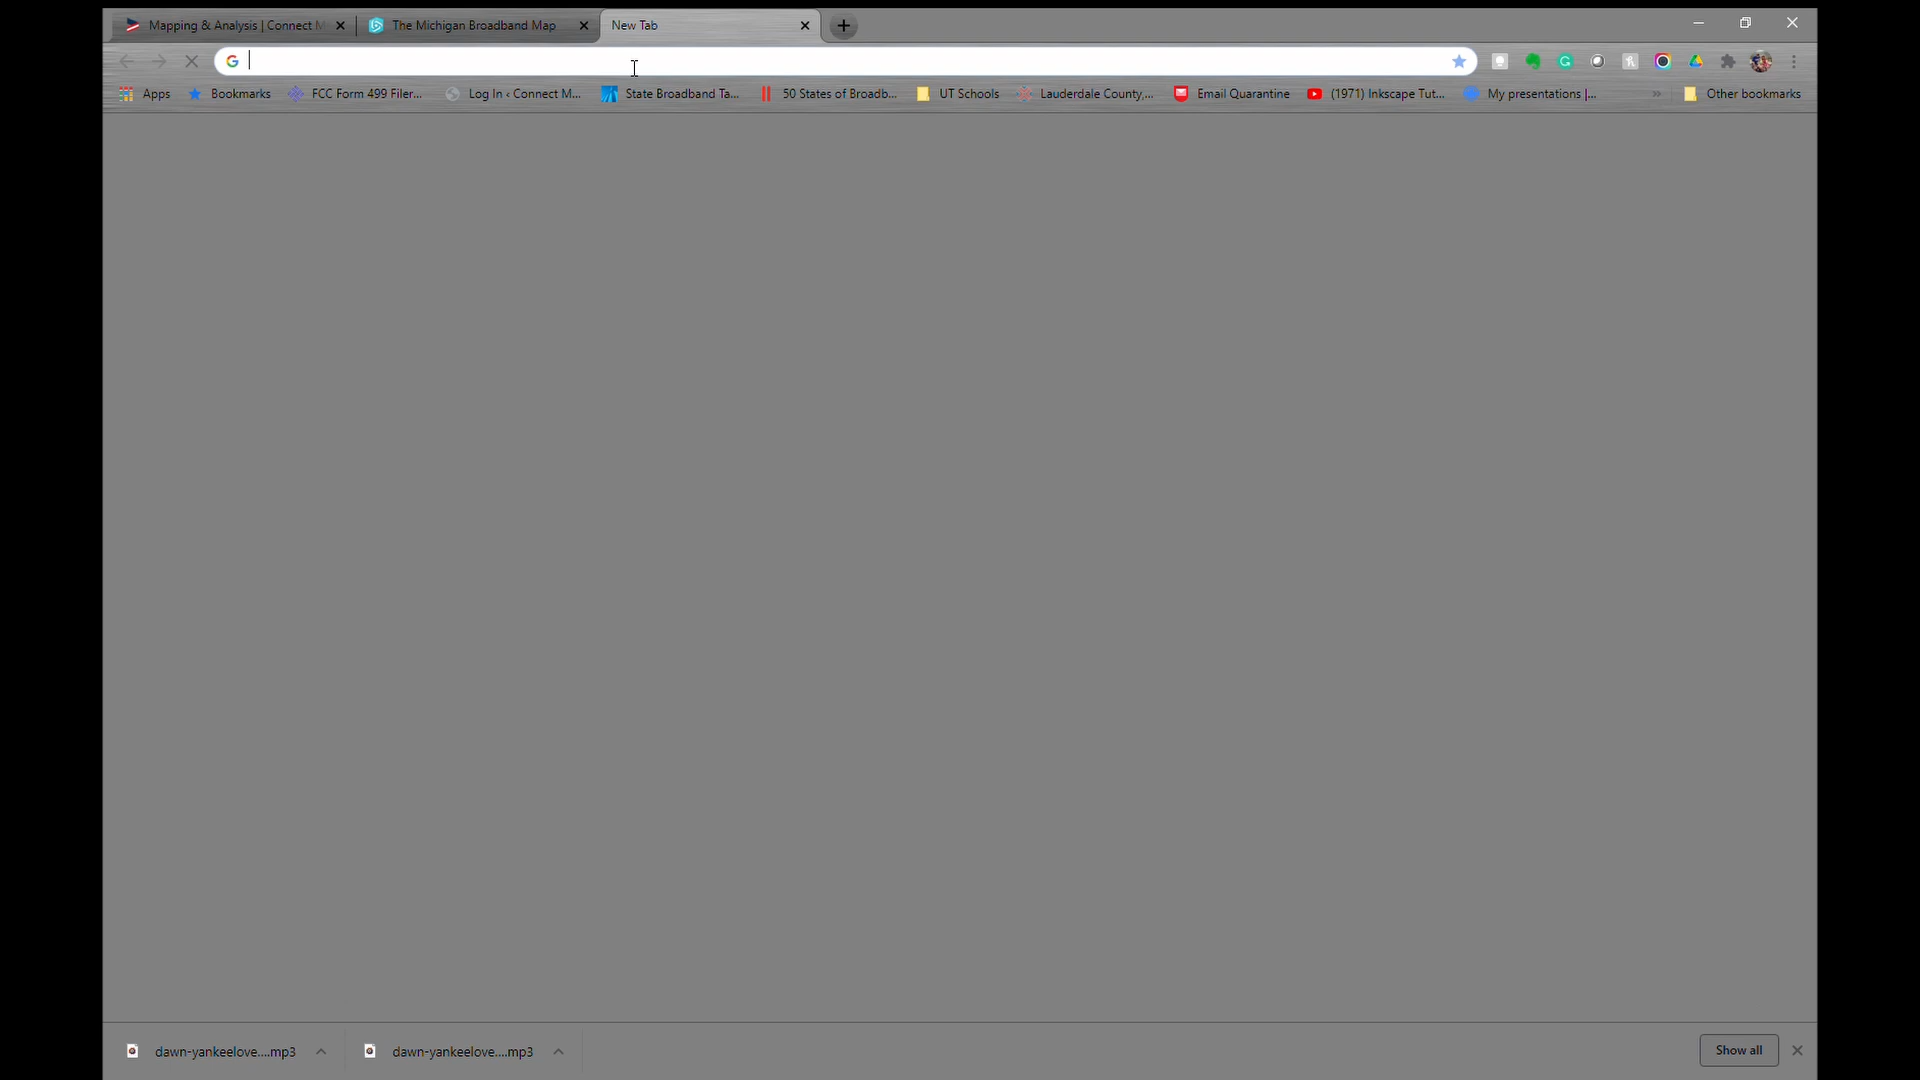 Mapping & Analysis | Connect M
The Michigan Broadband Map
New Tab
Apps
Bookmarks
FCC Form 499 Filer...
Log In ‹ Connect M...
State Broadband Ta...
50 States of Broadb...
UT Schools
Lauderdale County,...
Email Quarantine
(1971) Inkscape Tut...
My presentations |...
»
Other bookmarks
dawn-yankeelove....mp3
dawn-yankeelove....mp3
Show all